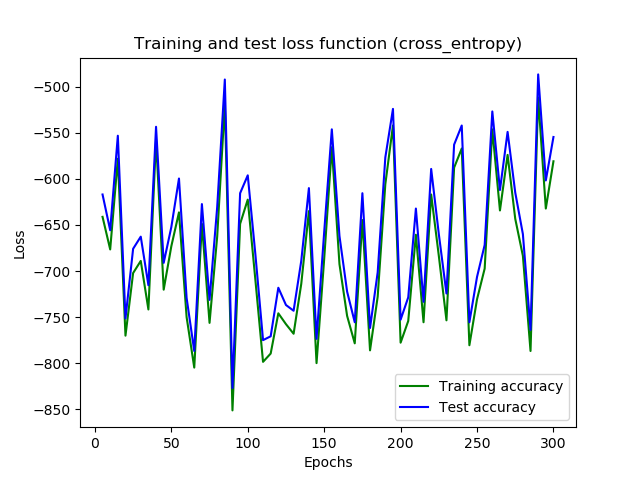 Training and test loss function (cross_entropy)
Loss
−500
−550
−600
−650
−700
−750
−800
−850
Training accuracy
Test accuracy
0 50 100 150 200 250 300
Epochs